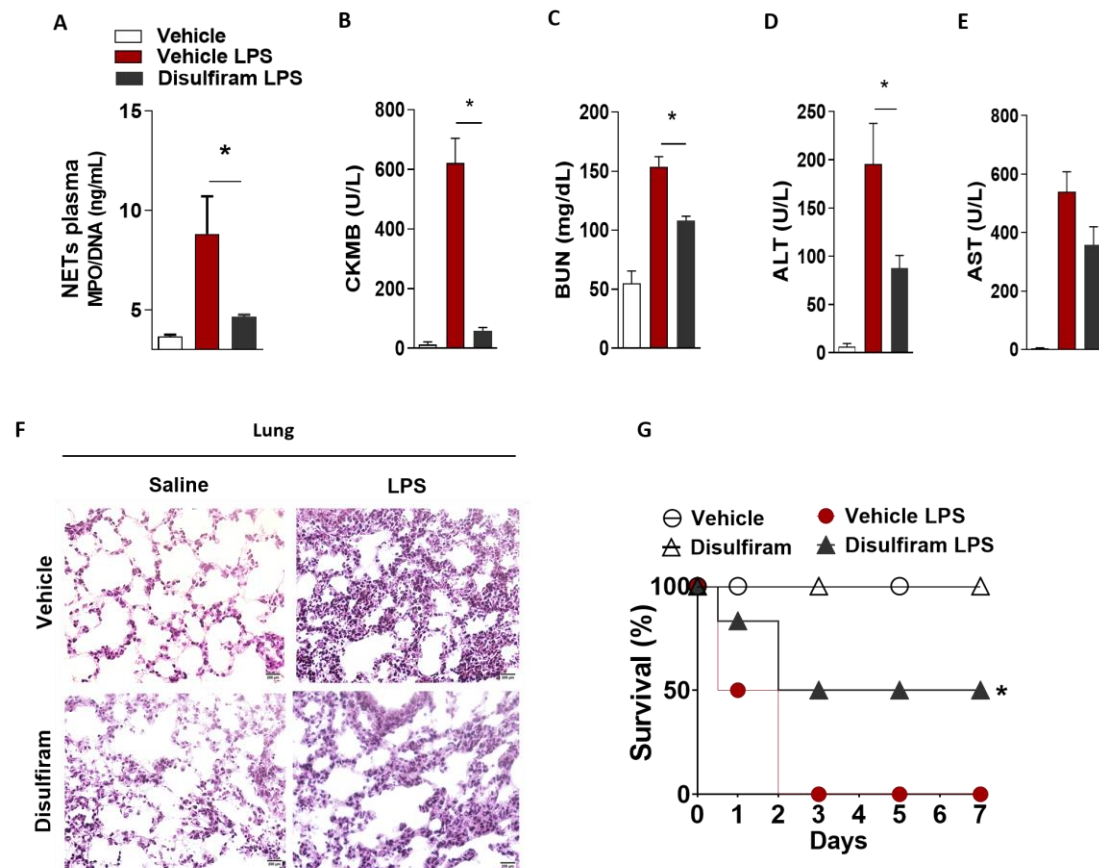 A
Vehicle
Vehicle LPS
Disulfiram LPS
NETs plasma
MPO/DNA (ng/mL)
15
10
5
*
B
CKMB (U/L)
800
600
400
200
0
*
C
BUN (mg/dL)
200
150
100
50
0
*
D
ALT (U/L)
250
200
150
100
50
0
*
E
AST (U/L)
800
600
400
200
0
F
Lung
Saline
LPS
Vehicle
Disulfiram
G
Vehicle
Vehicle LPS
Disulfiram
Disulfiram LPS
Survival (%)
100
50
0
*
0 1 2 3 4 5 6 7
Days